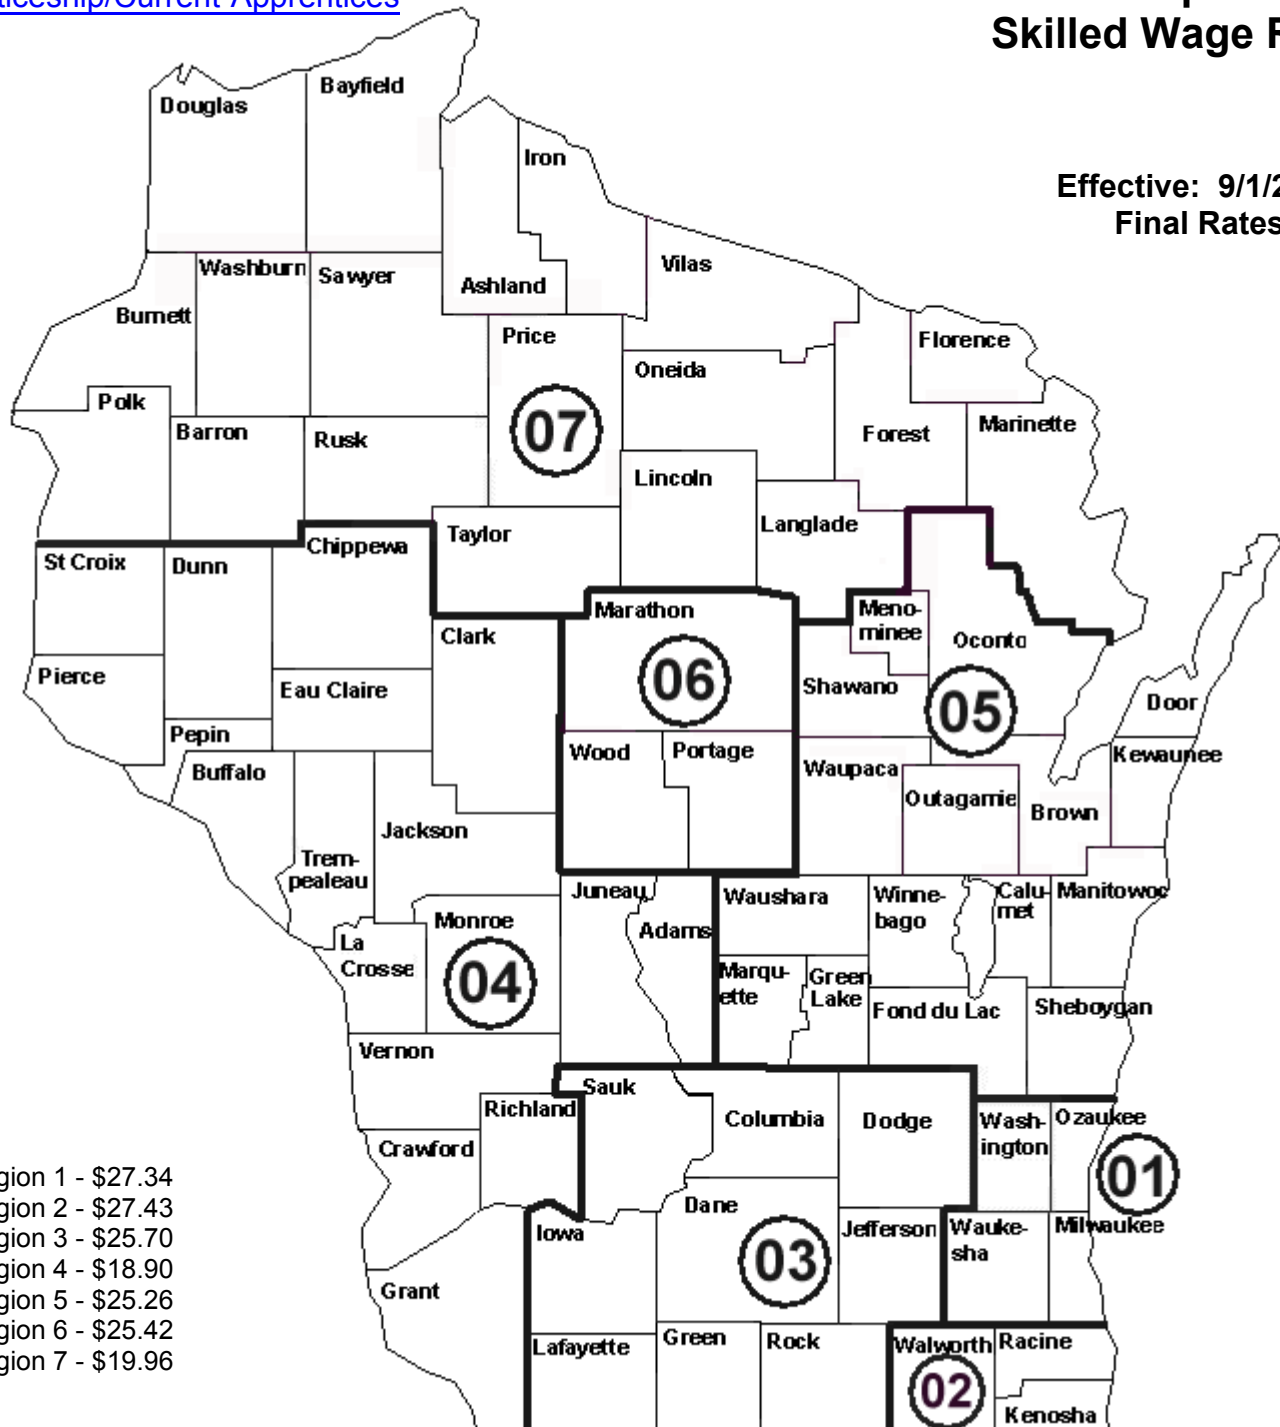 ticeship/Current-Apprentices
Skilled Wage R
Effective: 9/1/2
Final Rates
Douglas
Bayfield
Iron
Vilas
Washburn
Sawyer
Ashland
Burnett
Price
Florence
Oneida
Polk
07
Barron
Rusk
Forest
Marinette
Lincoln
Langlade
Taylor
Chippewa
St Croix
Dunn
Marathon
Meno-
minee
Clark
Oconto
06
Pierce
Eau Claire
Shawano
05
Door
Pepin
Wood
Portage
Kewaunee
Buffalo
Waupaca
Outagamie
Brown
Jackson
Trem-
pealeau
Juneau
Waushara
Winne-
bago
Calu-
met
Manitowoc
Monroe
Adams
La
Crosse
04
Marqu-
ette
Green
Lake
Fond du Lac
Sheboygan
Vernon
Sauk
Richland
Columbia
Dodge
Wash-
ington
Ozaukee
Crawford
01
Dane
Iowa
Jefferson
Wauke-
sha
Milwaukee
03
Grant
Lafayette
Green
Rock
Walworth
Racine
02
Kenosha
gion 1 - $27.34
gion 2 - $27.43
gion 3 - $25.70
gion 4 - $18.90
gion 5 - $25.26
gion 6 - $25.42
gion 7 - $19.96